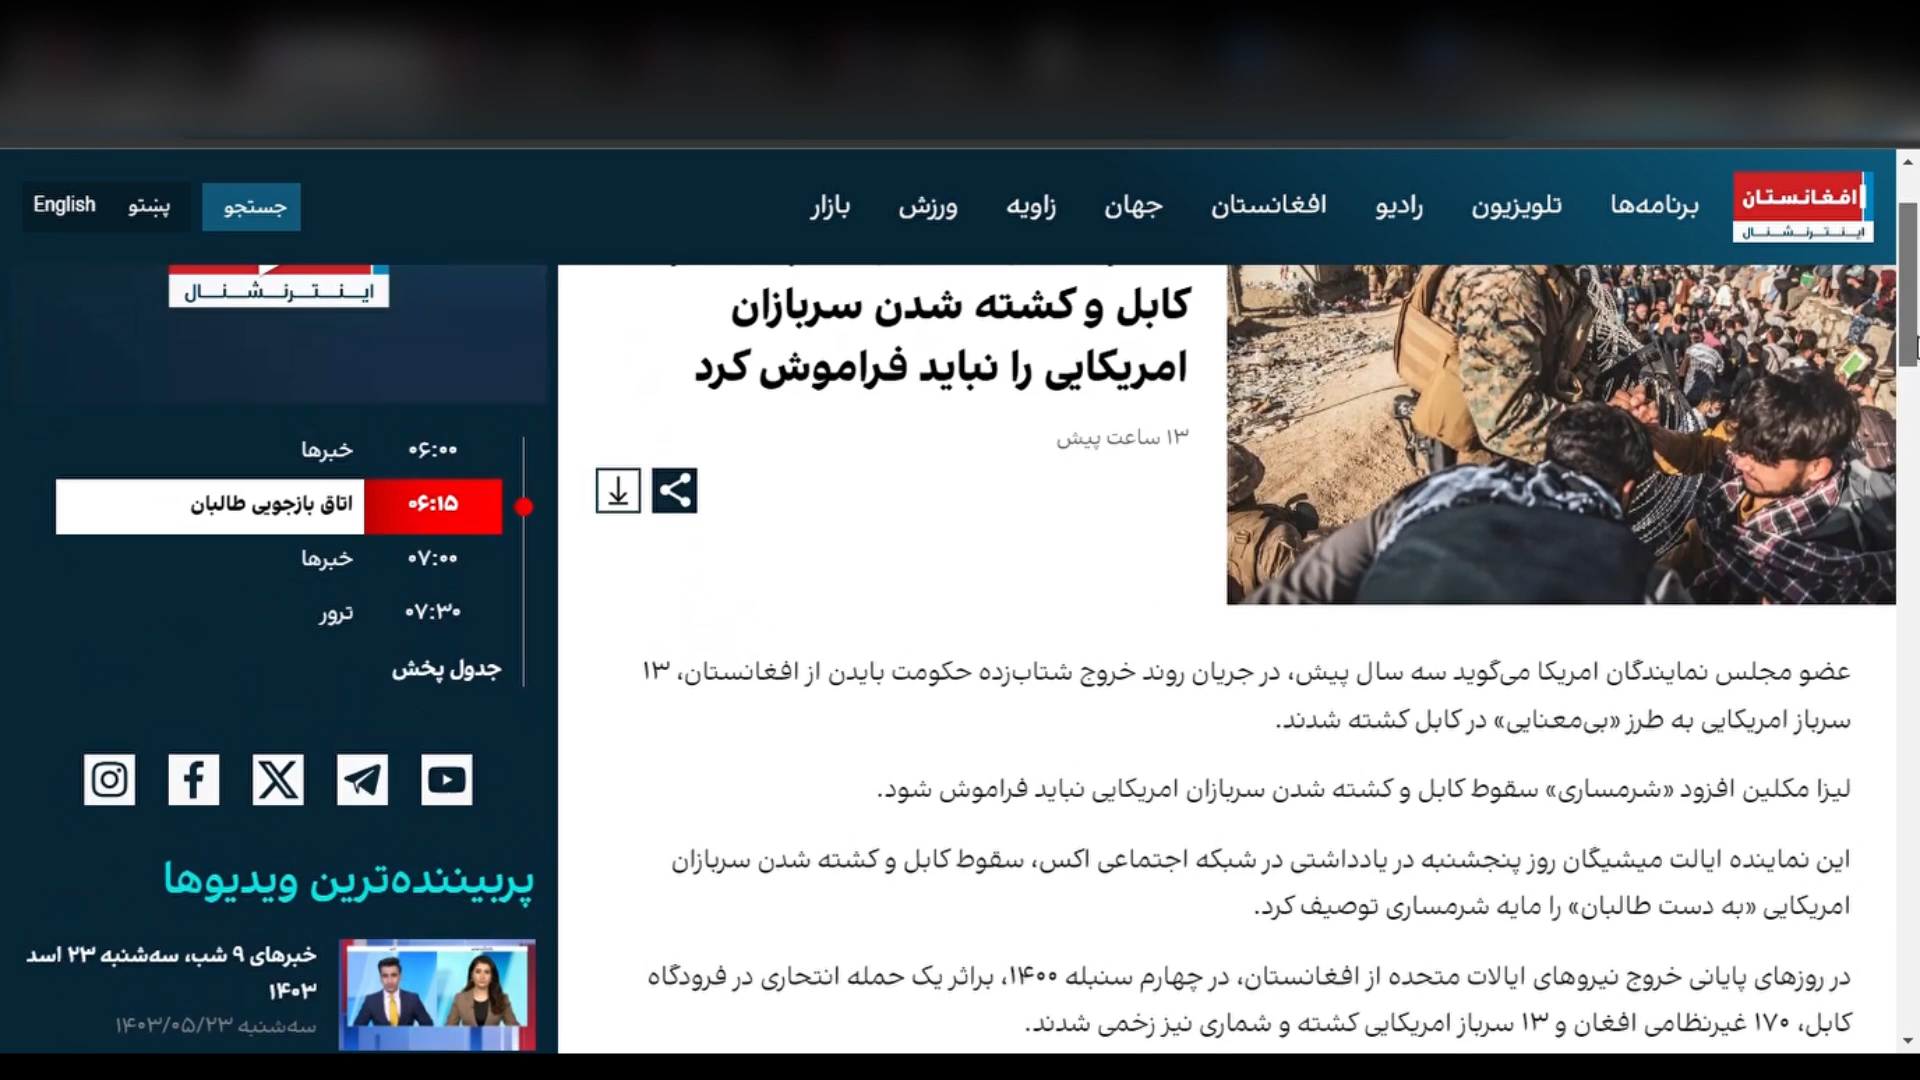 افغانستان
اینترنشنال
برنامه‌ها
تلویزیون
رادیو
افغانستان
جهان
زاویه
ورزش
بازار
جستجو
پښتو
English
کابل و کشته شدن سربازان
امریکایی را نباید فراموش کرد
۱۳ ساعت پیش
عضو مجلس نمایندگان امریکا می‌گوید سه سال پیش، در جریان روند خروج شتاب‌زده حکومت بایدن از افغانستان، ۱۳
سرباز امریکایی به طرز «بی‌معنایی» در کابل کشته شدند.
لیزا مکلین افزود «شرمساری» سقوط کابل و کشته شدن سربازان امریکایی نباید فراموش شود.
این نماینده ایالت میشیگان روز پنجشنبه در یادداشتی در شبکه اجتماعی اکس، سقوط کابل و کشته شدن سربازان
امریکایی «به دست طالبان» را مایه شرمساری توصیف کرد.
در روزهای پایانی خروج نیروهای ایالات متحده از افغانستان، در چهارم سنبله ۱۴۰۰، براثر یک حمله انتحاری در فرودگاه
کابل، ۱۷۰ غیرنظامی افغان و ۱۳ سرباز امریکایی کشته و شماری نیز زخمی شدند.
اینترنشنال
۰۶:۰۰ خبرها
۰۶:۱۵ اتاق بازجویی طالبان
۰۷:۰۰ خبرها
۰۷:۳۰ ترور
جدول پخش
پربیننده‌ترین ویدیوها
خبرهای ۹ شب، سه‌شنبه ۲۳ اسد
۱۴۰۳
سه‌شنبه ۱۴۰۳/۰۵/۲۳